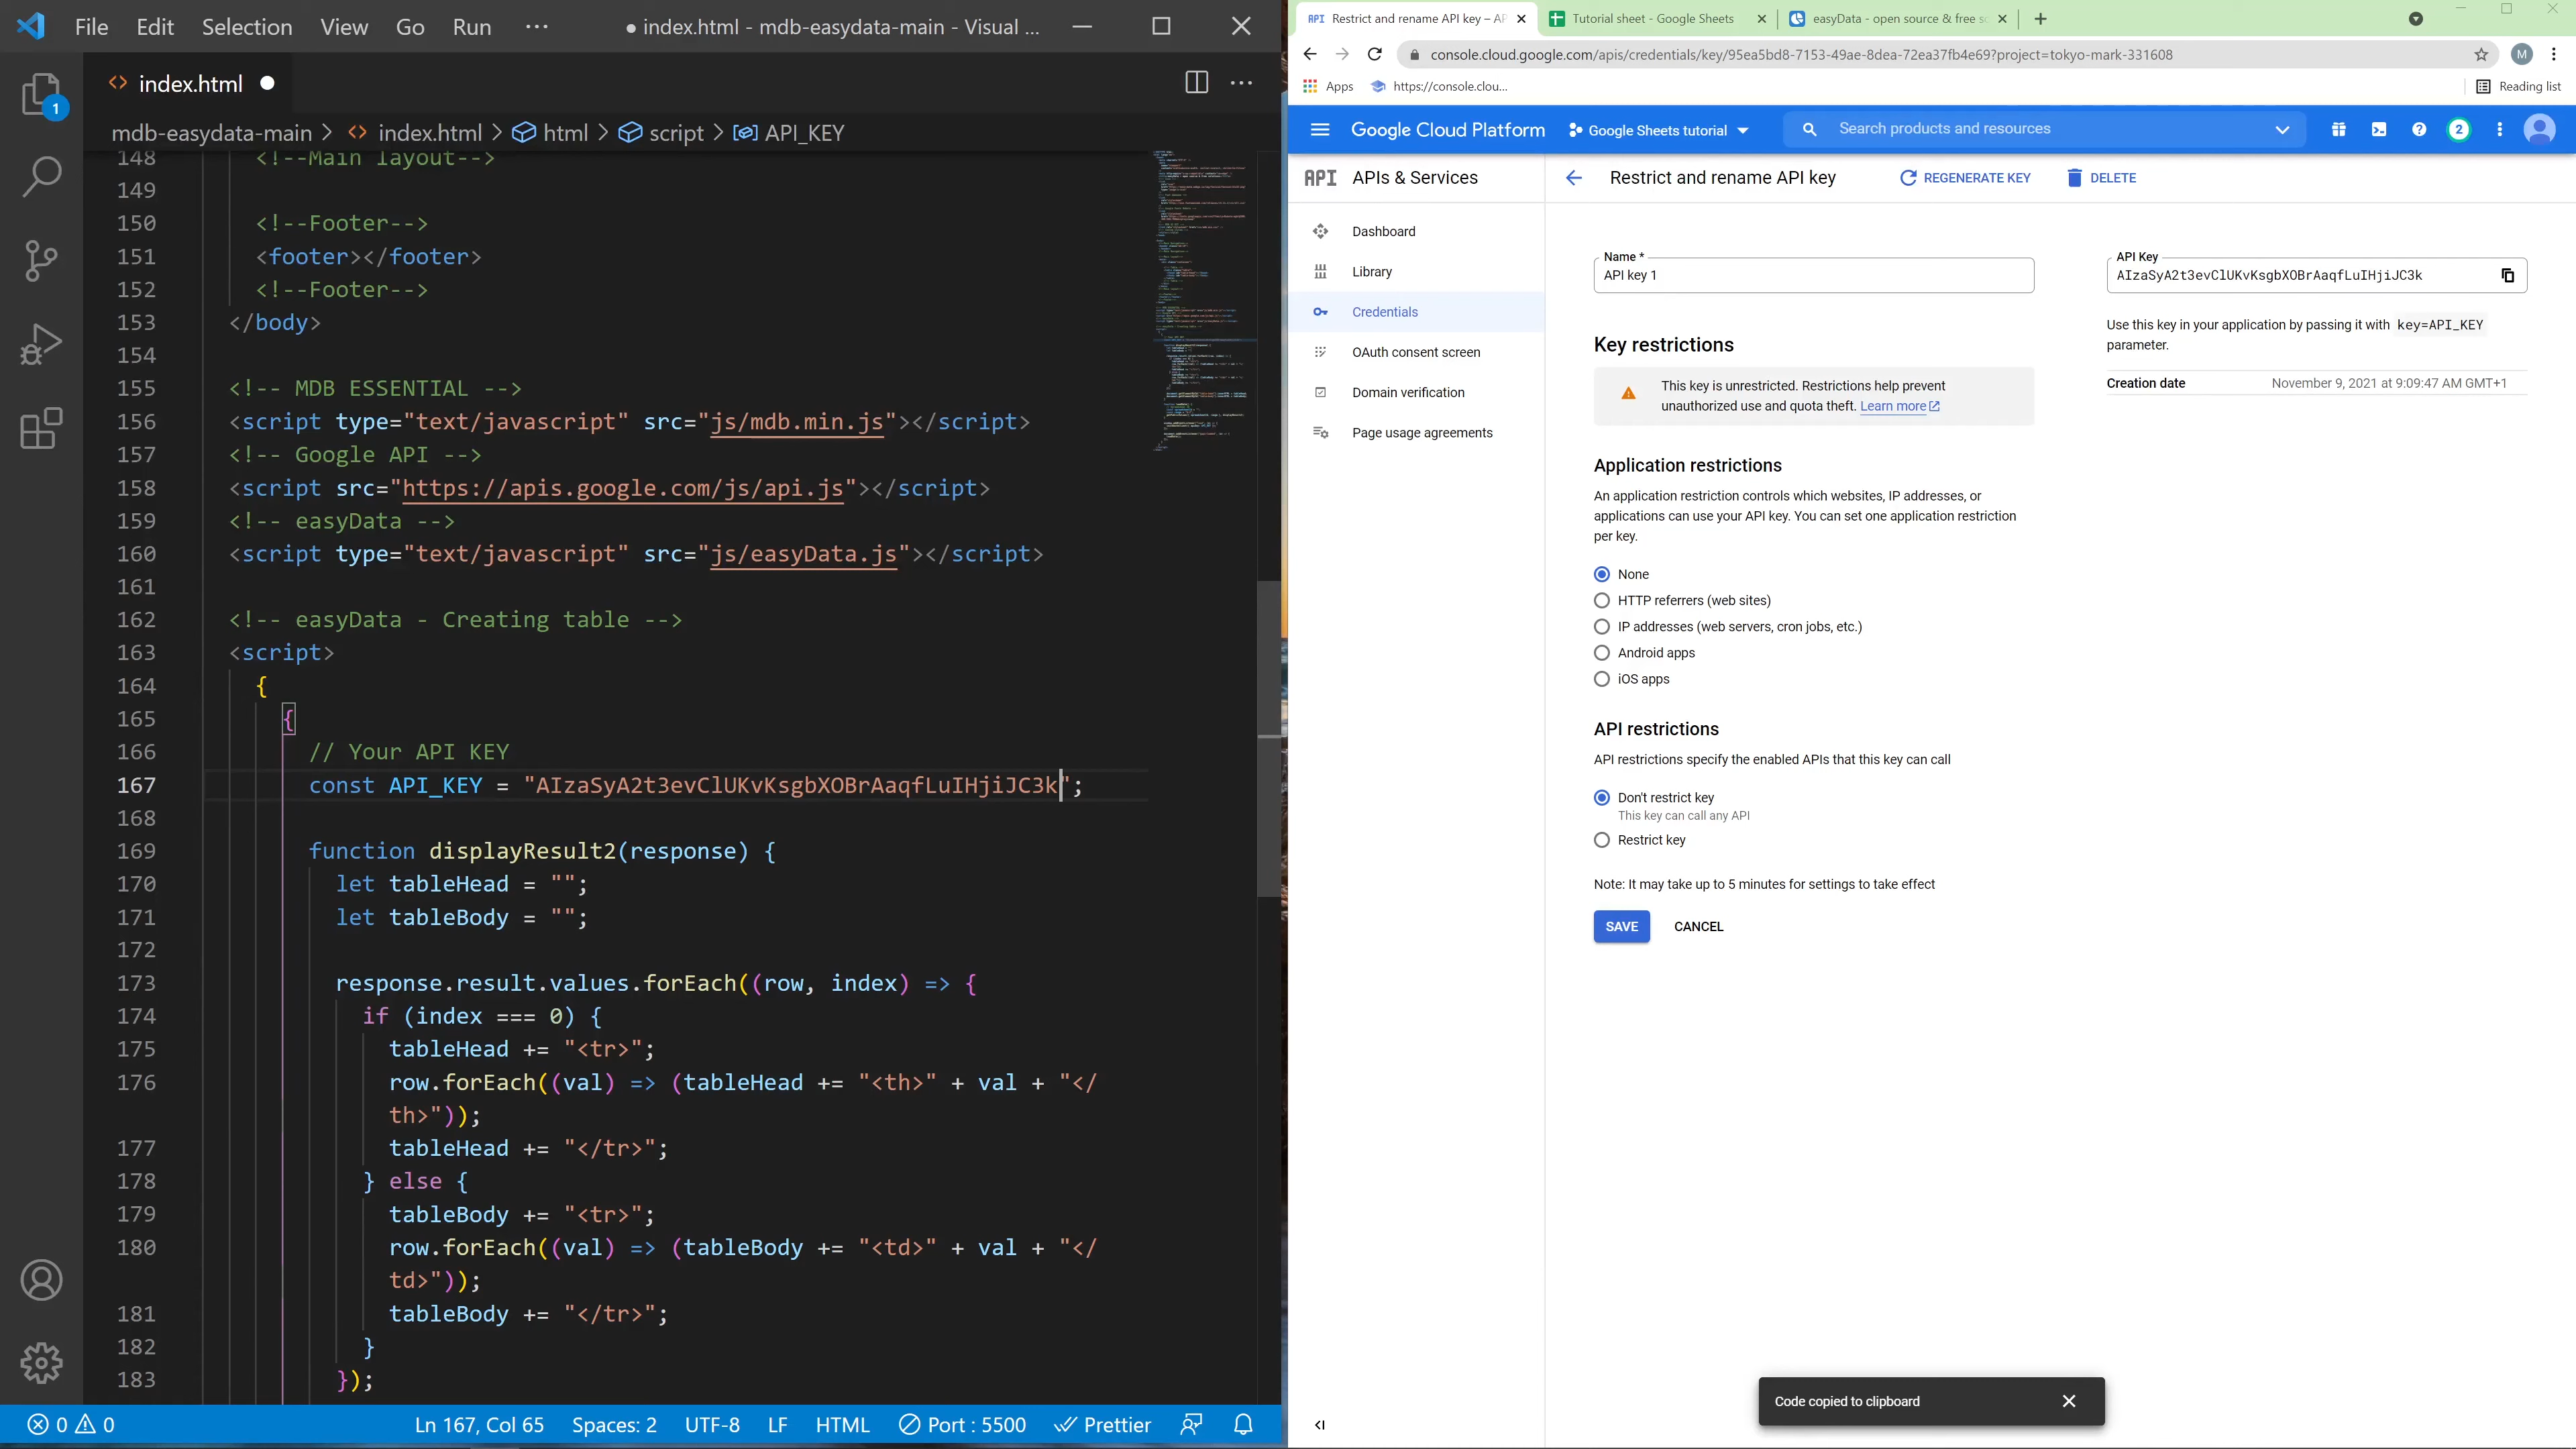 File Edit Selection View Go Run ··· ● index.html - mdb-easydata-main - Visual ...
index.html
mdb-easydata-main > index.html > html > script > API_KEY
1
148 <!--Main layout-->
149
150 <!--Footer-->
151 <footer></footer>
152 <!--Footer-->
153 </body>
154
155 <!-- MDB ESSENTIAL -->
156 <script type="text/javascript" src="js/mdb.min.js"></script>
157 <!-- Google API -->
158 <script src="https://apis.google.com/js/api.js"></script>
159 <!-- easyData -->
160 <script type="text/javascript" src="js/easyData.js"></script>
161
162 <!-- easyData - Creating table -->
163 <script>
164 {
165 {
166 // Your API KEY
167 const API_KEY = "AIzaSyA2t3evClUKvKsgbXOBrAaqfLuIHjiJC3k";
168
169 function displayResult2(response) {
170 let tableHead = "";
171 let tableBody = "";
172
173 response.result.values.forEach((row, index) => {
174 if (index === 0) {
175 tableHead += "<tr>";
176 row.forEach((val) => (tableHead += "<th>" + val + "</
th>"));
177 tableHead += "</tr>";
178 } else {
179 tableBody += "<tr>";
180 row.forEach((val) => (tableBody += "<td>" + val + "</
td>"));
181 tableBody += "</tr>";
182 }
183 });
0 0 Ln 167, Col 65 Spaces: 2 UTF-8 LF HTML Port : 5500 Prettier
API Restrict and rename API key – AP Tutorial sheet - Google Sheets easyData - open source & free so
console.cloud.google.com/apis/credentials/key/95ea5bd8-7153-49ae-8dea-72ea37fb4e69?project=tokyo-mark-331608 M
Apps https://console.clou... Reading list
Google Cloud Platform Google Sheets tutorial Search products and resources 2
API APIs & Services
Dashboard
Library
Credentials
OAuth consent screen
Domain verification
Page usage agreements
Restrict and rename API key REGENERATE KEY DELETE
Name *
API key 1
Key restrictions
This key is unrestricted. Restrictions help prevent
unauthorized use and quota theft. Learn more
Application restrictions
An application restriction controls which websites, IP addresses, or
applications can use your API key. You can set one application restriction
per key.
None
HTTP referrers (web sites)
IP addresses (web servers, cron jobs, etc.)
Android apps
iOS apps
API restrictions
API restrictions specify the enabled APIs that this key can call
Don't restrict key
This key can call any API
Restrict key
Note: It may take up to 5 minutes for settings to take effect
SAVE CANCEL
API Key
AIzaSyA2t3evClUKvKsgbXOBrAaqfLuIHjiJC3k
Use this key in your application by passing it with key=API_KEY
parameter.
Creation date November 9, 2021 at 9:09:47 AM GMT+1
Code copied to clipboard